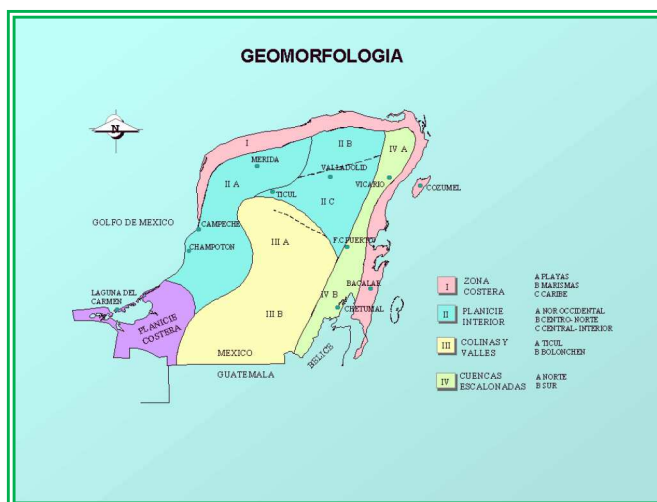 GEOMORFOLOGIA
N
I
II B
IV A
MERIDA
VALLADOLID
II A
VICARIO
TICUL
COZUMEL
II C
CAMPECHE
GOLFO DE MEXICO
III A
F.C.PUERTO
CHAMPOTON
BACALAR
LAGUNA DEL
CARMEN
IV B
CHETUMAL
III B
PLANICIE
COSTERA
MEXICO
BELICE
GUATEMALA
I
ZONA
COSTERA
A PLAYAS
B MARISMAS
C CARIBE
II
PLANICIE
INTERIOR
A NOR OCCIDENTAL
B CENTRO-NORTE
C CENTRAL-INTERIOR
III
COLINAS Y
VALLES
A TICUL
B BOLONCHEN
IV
CUENCAS
ESCALONADAS
A NORTE
B SUR